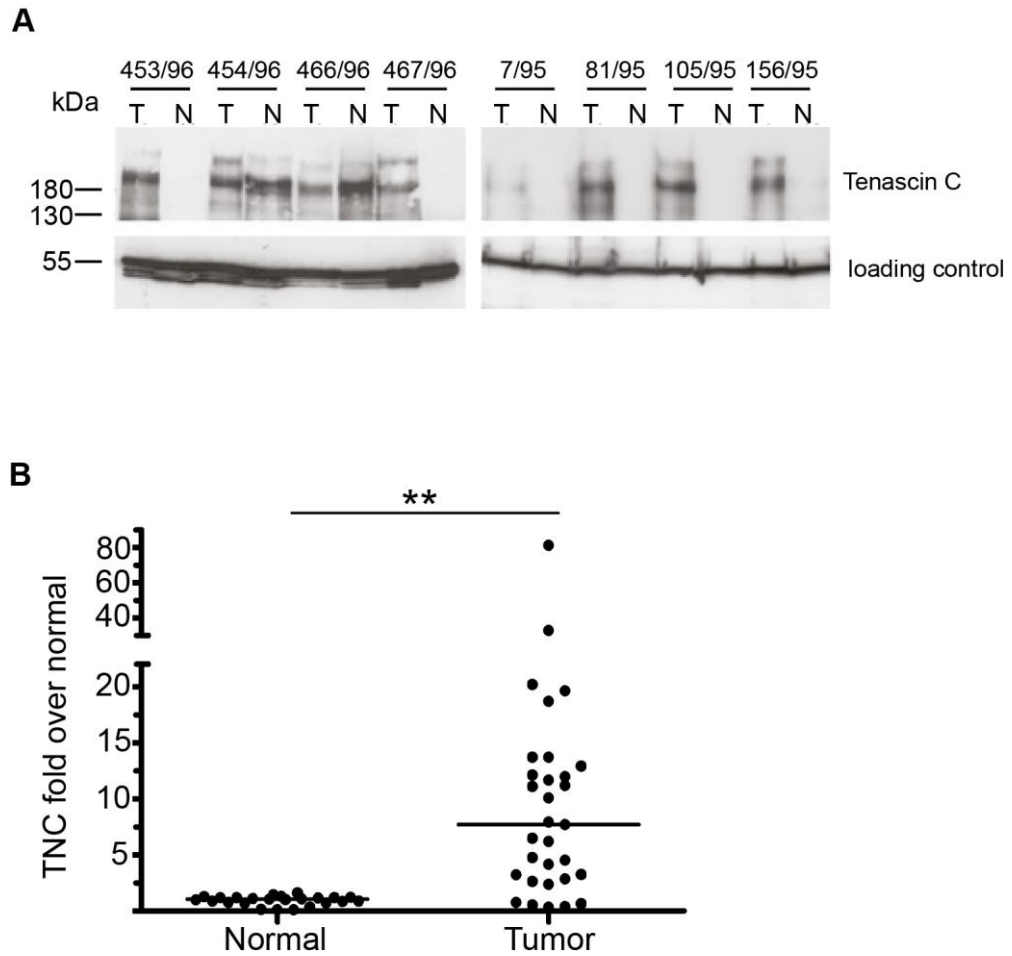 A
453/96 454/96 466/96 467/96 7/95 81/95 105/95 156/95
kDa T N T N T N T N T N T N T N T N
180 Tenascin C
130
55 loading control
B
**
80
60
40
20
15
10
5
TNC fold over normal
Normal Tumor